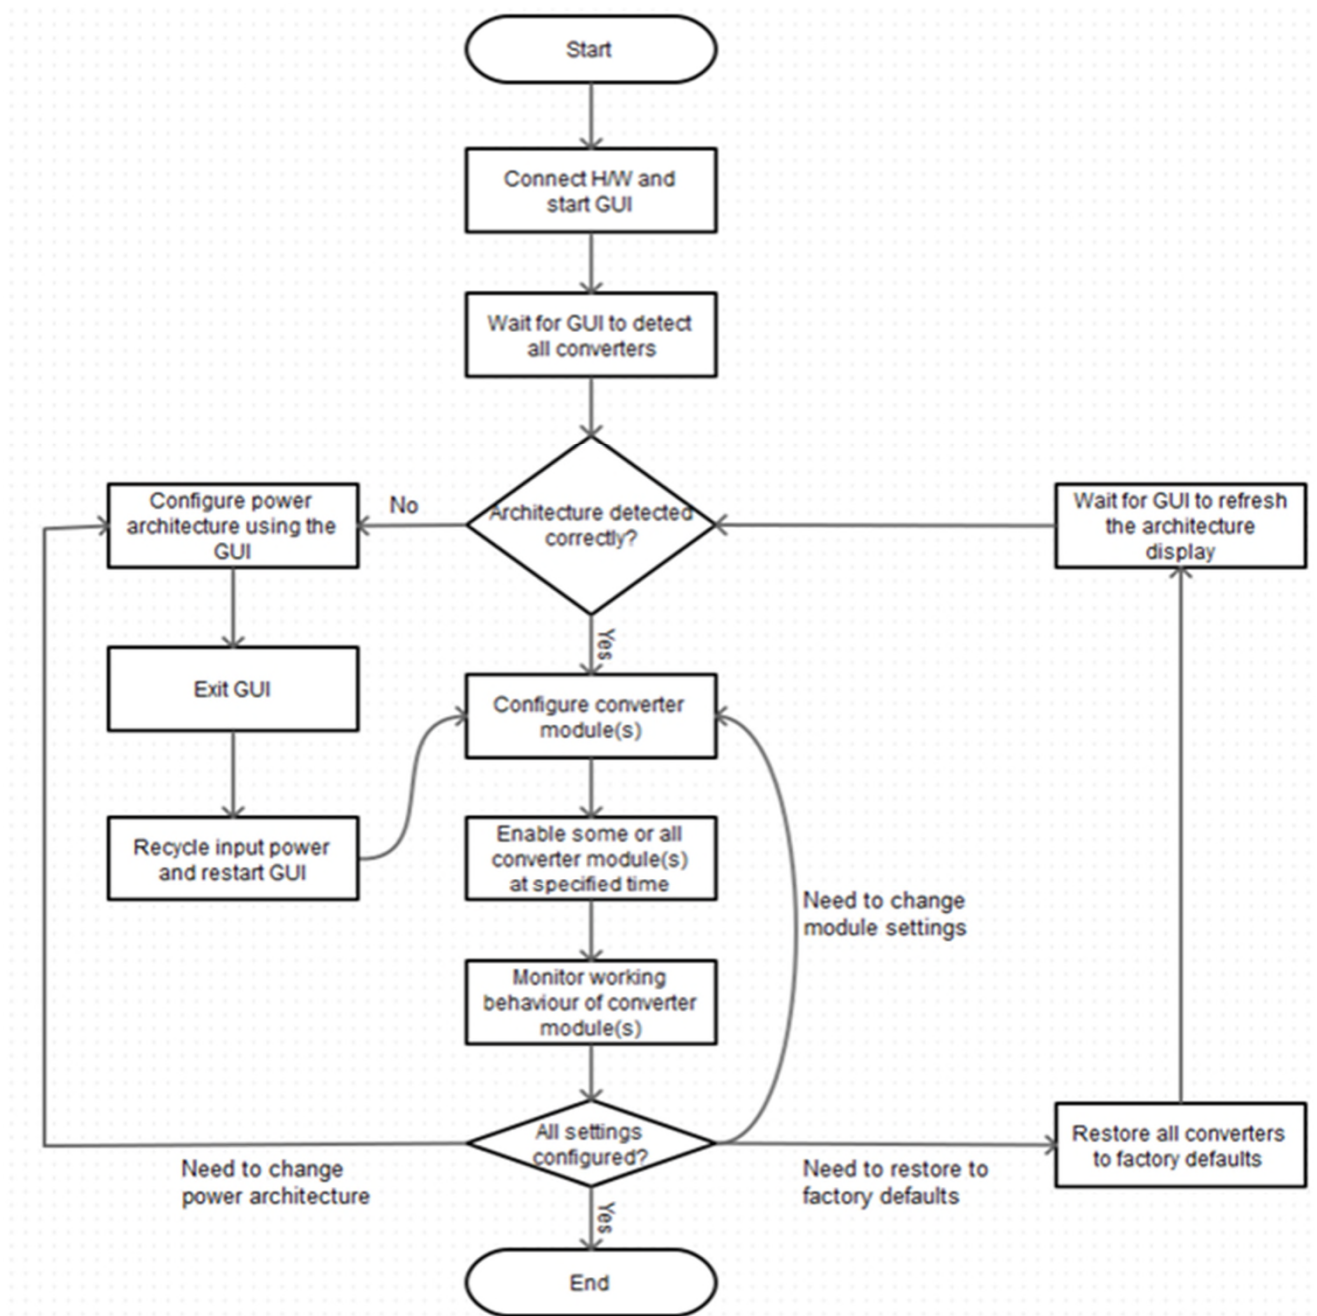 Start
Connect H/W and
start GUI
Wait for GUI to detect
all converters
Architecture detected
correctly?
No
Configure power
architecture using the
GUI
Wait for GUI to refresh
the architecture
display
Yes
Exit GUI
Configure converter
module(s)
Recycle input power
and restart GUI
Enable some or all
converter module(s)
at specified time
Need to change
module settings
Monitor working
behaviour of converter
module(s)
All settings
configured?
Restore all converters
to factory defaults
Need to change
power architecture
Need to restore to
factory defaults
Yes
End